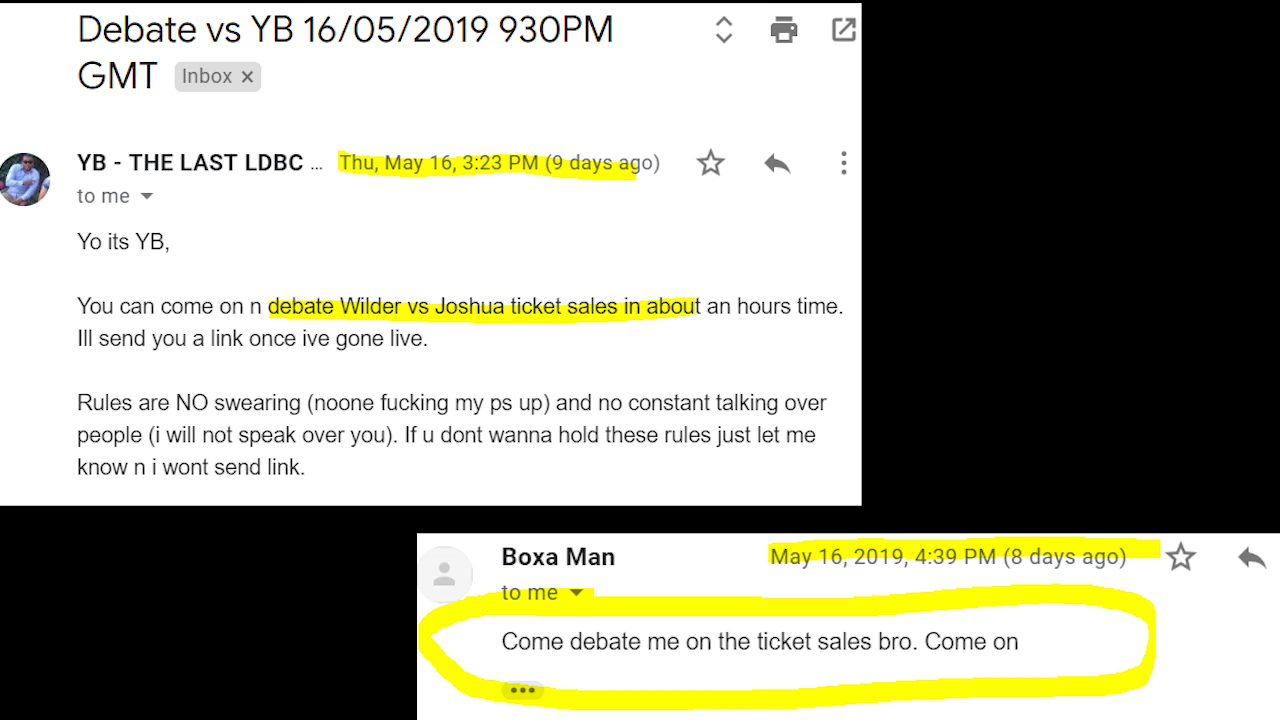 Debate vs YB 16/05/2019 930PM
GMT Inbox ×
YB - THE LAST LDBC ... Thu, May 16, 3:23 PM (9 days ago)
to me
Yo its YB,
You can come on n debate Wilder vs Joshua ticket sales in about an hours time.
Ill send you a link once ive gone live.
Rules are NO swearing (noone fucking my ps up) and no constant talking over
people (i will not speak over you). If u dont wanna hold these rules just let me
know n i wont send link.
Boxa Man May 16, 2019, 4:39 PM (8 days ago)
to me
Come debate me on the ticket sales bro. Come on